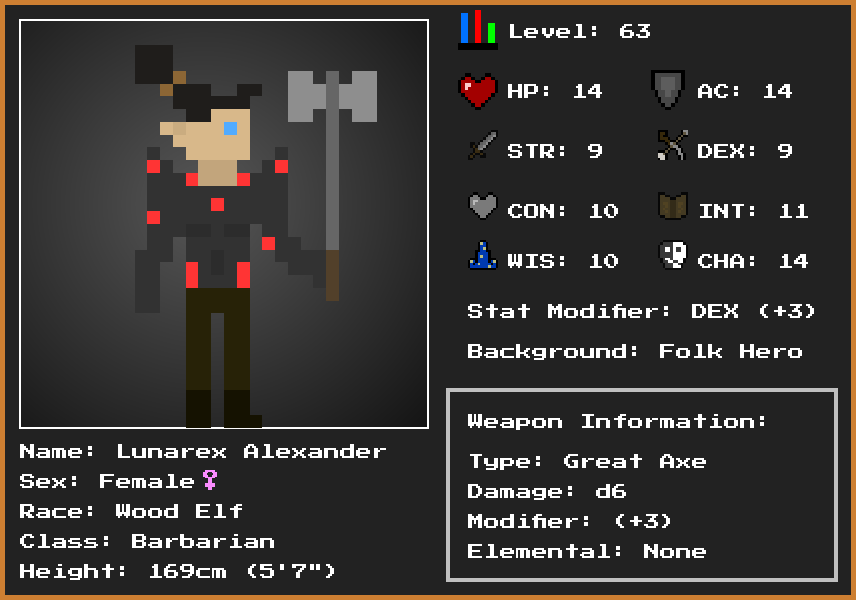 Level: 63
HP: 14
AC: 14
STR: 9
DEX: 9
CON: 10
INT: 11
WIS: 10
CHA: 14
Stat Modifier: DEX (+3)
Background: Folk Hero
Weapon Information:
Type: Great Axe
Damage: d6
Modifier: (+3)
Elemental: None
Name: Lunarex Alexander
Sex: Female♀
Race: Wood Elf
Class: Barbarian
Height: 169cm (5'7")